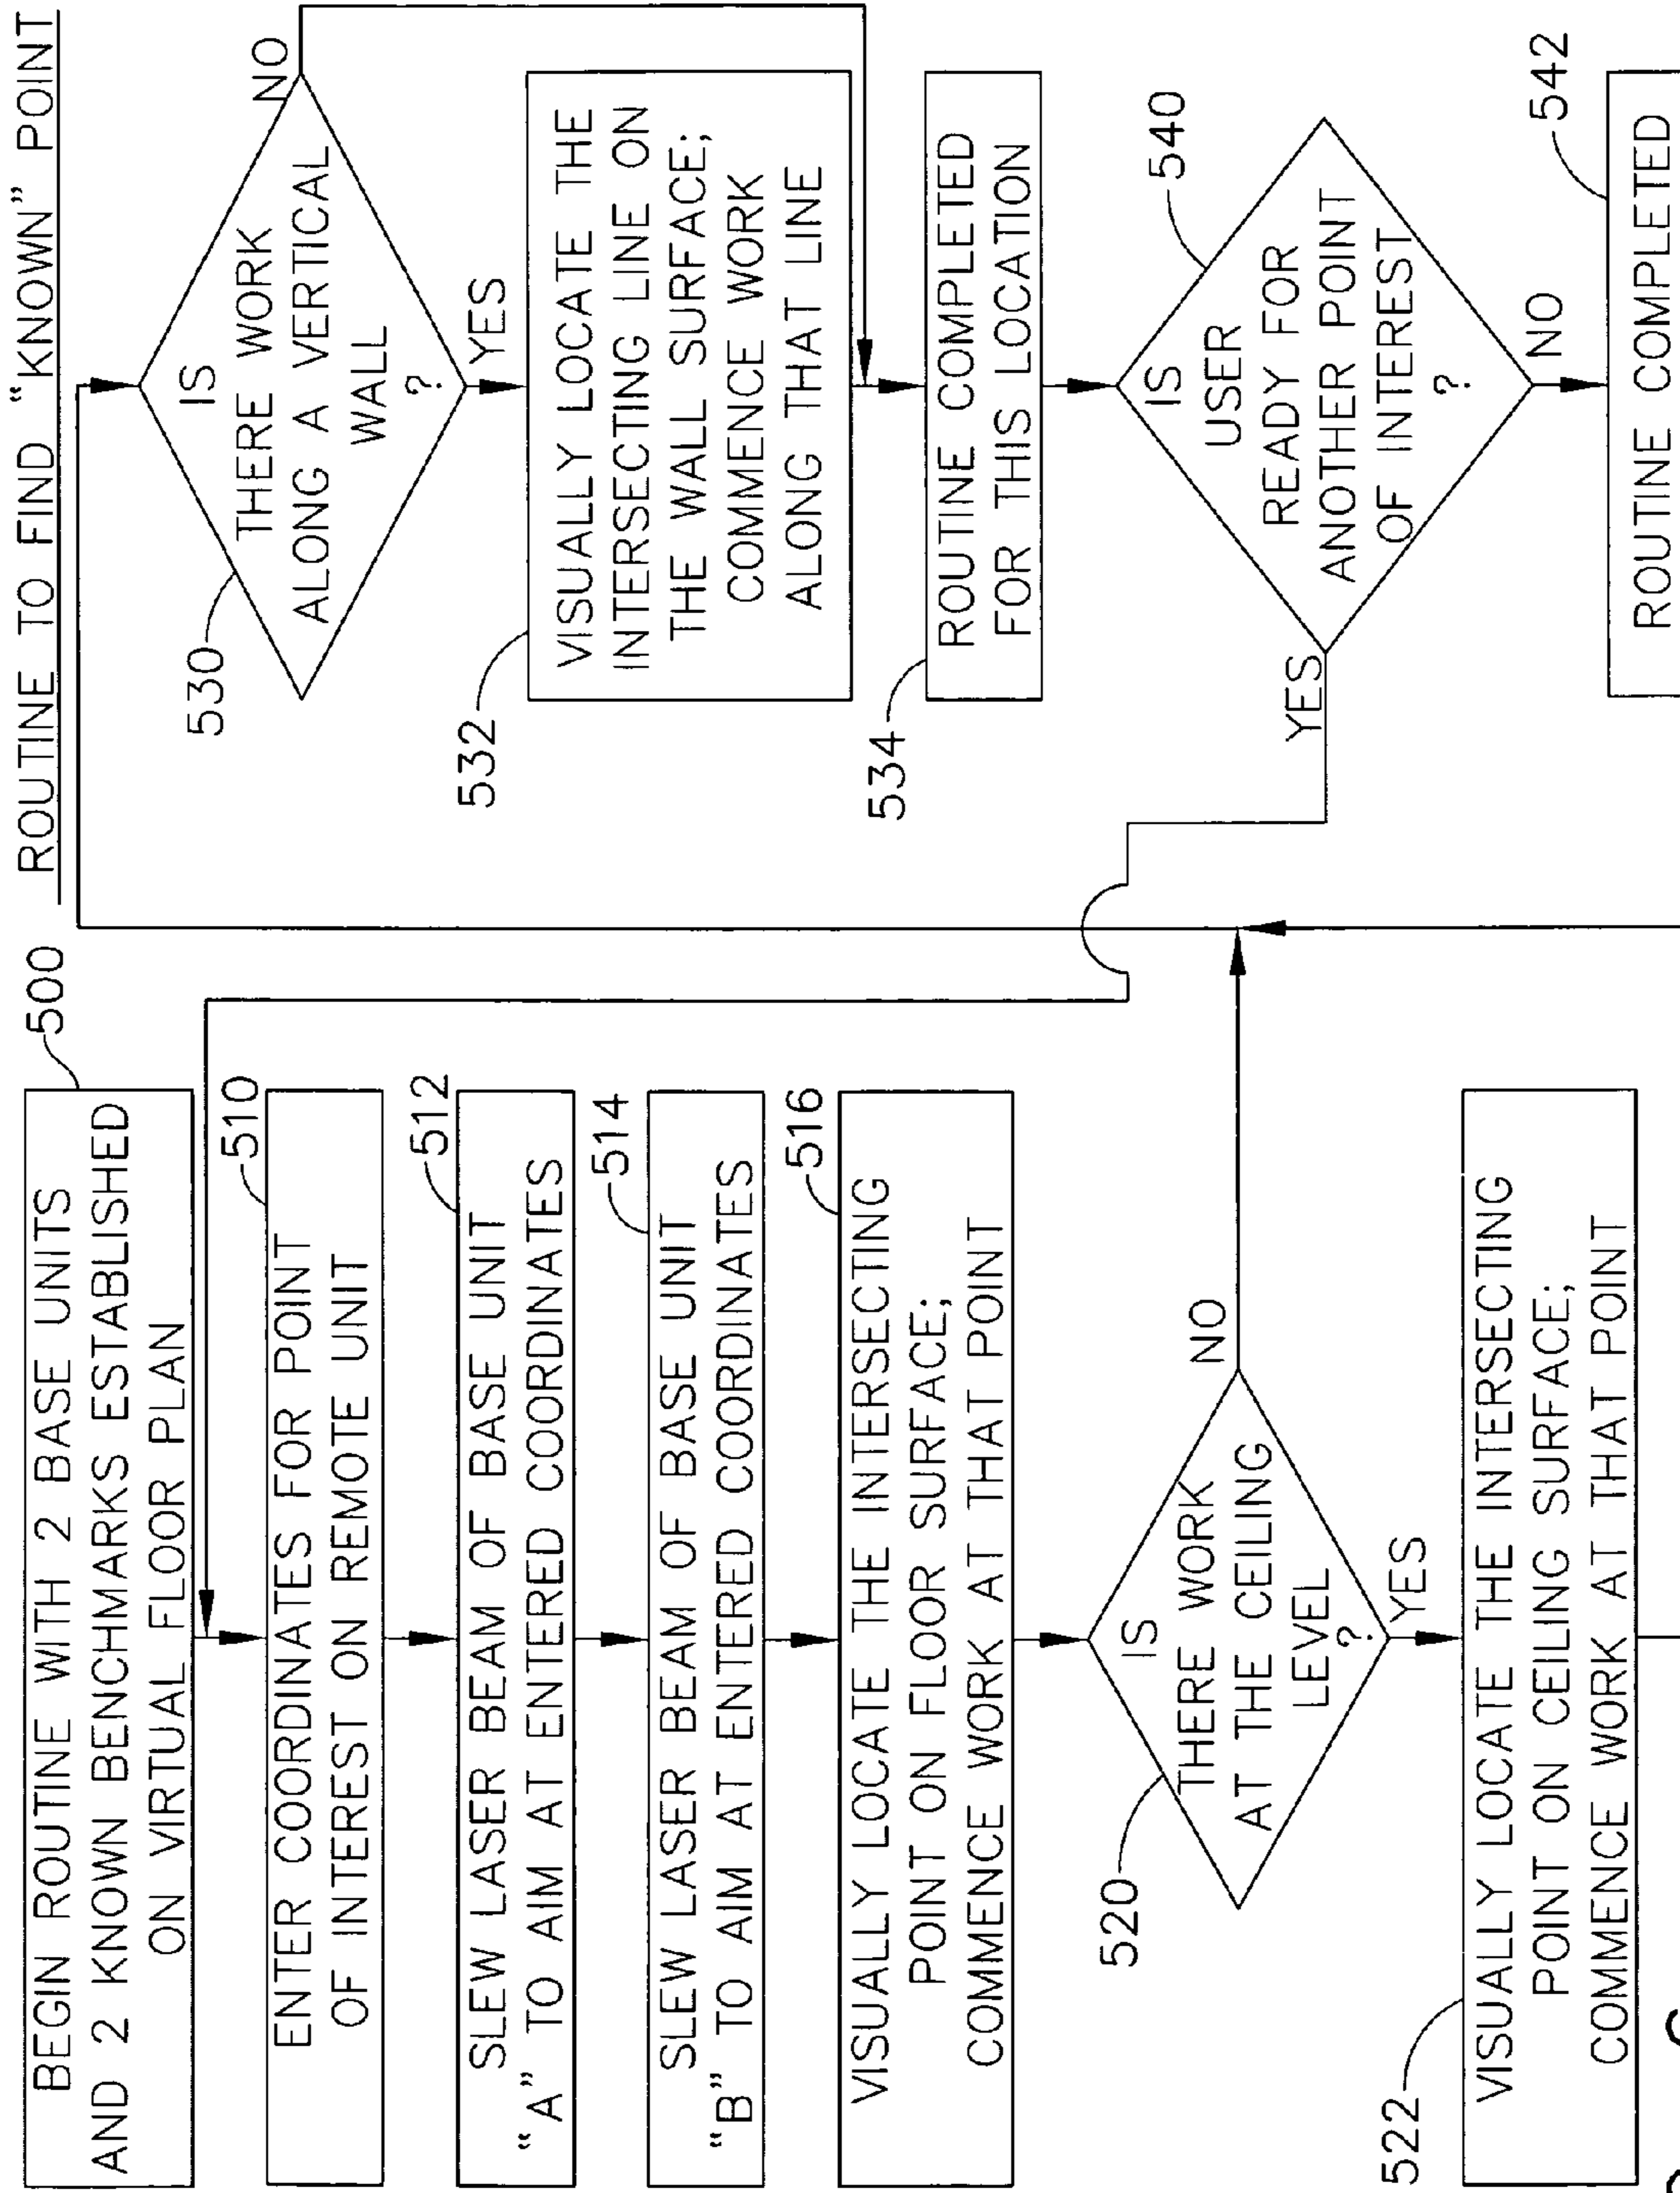 ROUTINE TO FIND “KNOWN” POINT
500
BEGIN ROUTINE WITH 2 BASE UNITS
AND 2 KNOWN BENCHMARKS ESTABLISHED
ON VIRTUAL FLOOR PLAN
510
ENTER COORDINATES FOR POINT
OF INTEREST ON REMOTE UNIT
512
SLEW LASER BEAM OF BASE UNIT
“A” TO AIM AT ENTERED COORDINATES
514
SLEW LASER BEAM OF BASE UNIT
“B” TO AIM AT ENTERED COORDINATES
516
VISUALLY LOCATE THE INTERSECTING
POINT ON FLOOR SURFACE;
COMMENCE WORK AT THAT POINT
520
IS
THERE WORK
AT THE CEILING
LEVEL
?
NO
YES
522
VISUALLY LOCATE THE INTERSECTING
POINT ON CEILING SURFACE;
COMMENCE WORK AT THAT POINT
530
IS
THERE WORK
ALONG A VERTICAL
WALL
?
NO
YES
532
VISUALLY LOCATE THE
INTERSECTING LINE ON
THE WALL SURFACE;
COMMENCE WORK
ALONG THAT LINE
534
ROUTINE COMPLETED
FOR THIS LOCATION
540
IS
USER
READY FOR
ANOTHER POINT
OF INTEREST
?
YES
NO
542
ROUTINE COMPLETED